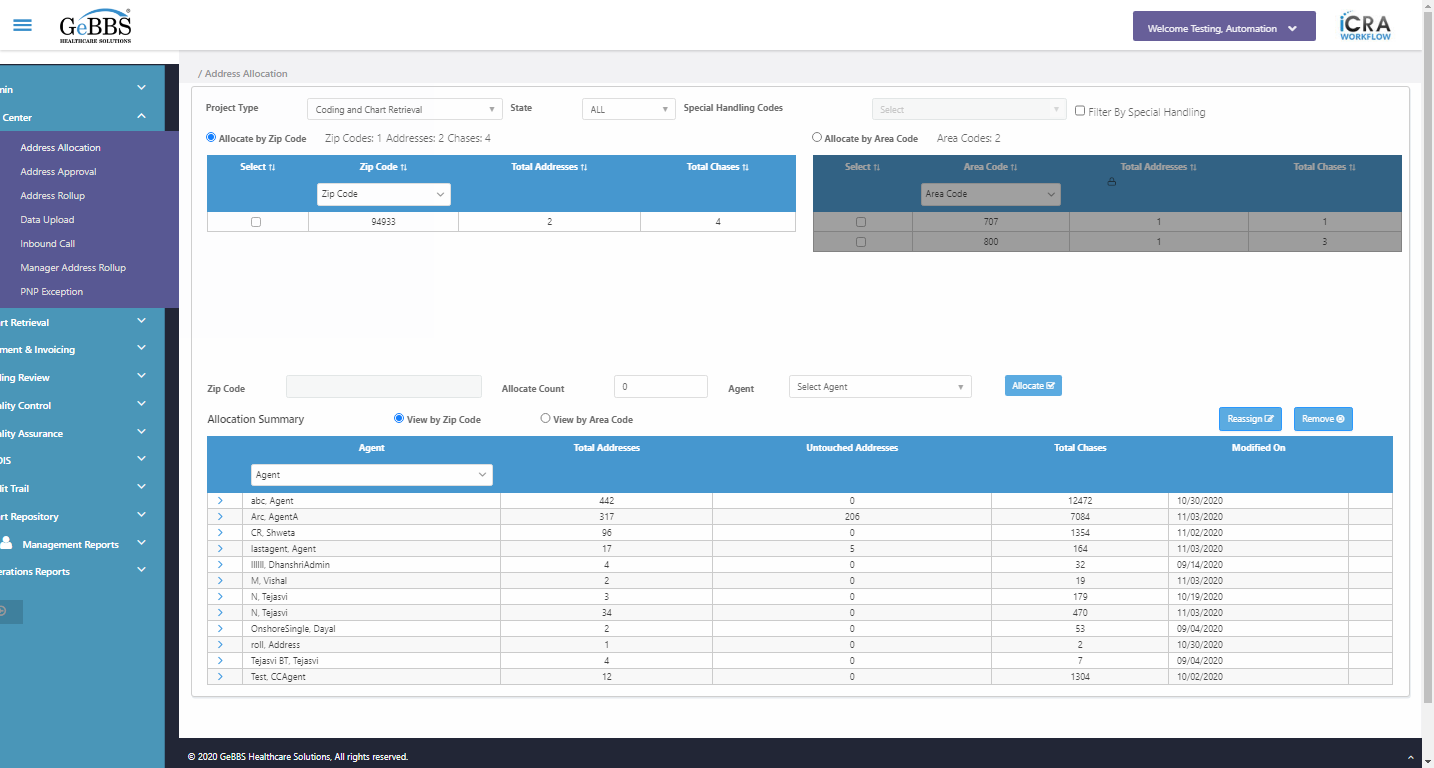 GeBBS
HEALTHCARE SOLUTIONS
Welcome Testing, Automation
iCRA
WORKFLOW
/ Address Allocation
min
Center
Address Allocation
Address Approval
Address Rollup
Data Upload
Inbound Call
Manager Address Rollup
PNP Exception
rt Retrieval
ment & Invoicing
ling Review
ality Control
ality Assurance
DIS
dit Trail
rt Repository
Management Reports
erations Reports
Project Type
Coding and Chart Retrieval
State
ALL
Special Handling Codes
Select
Filter By Special Handling
Allocate by Zip Code Zip Codes: 1 Addresses: 2 Chases: 4
Select Zip Code Total Addresses Total Chases
Zip Code
94933 2 4
Allocate by Area Code Area Codes: 2
Select Area Code Total Addresses Total Chases
Area Code
707 1 1
800 1 3
Zip Code Allocate Count 0 Agent Select Agent Allocate
Allocation Summary View by Zip Code View by Area Code Reassign Remove
Agent Total Addresses Untouched Addresses Total Chases Modified On
Agent
abc, Agent 442 0 12472 10/30/2020
Arc, AgentA 317 206 7084 11/03/2020
CR, Shweta 96 0 1354 11/02/2020
lastagent, Agent 17 5 164 11/03/2020
DhanshriAdmin 4 0 32 09/14/2020
M, Vishal 2 0 19 11/03/2020
N, Tejasvi 3 0 179 10/19/2020
N, Tejasvi 34 0 470 11/03/2020
OnshoreSingle, Dayal 2 0 53 09/04/2020
roll, Address 1 0 2 10/30/2020
Tejasvi BT, Tejasvi 4 0 7 09/04/2020
Test, CCAgent 12 0 1304 10/02/2020
© 2020 GeBBS Healthcare Solutions, All rights reserved.